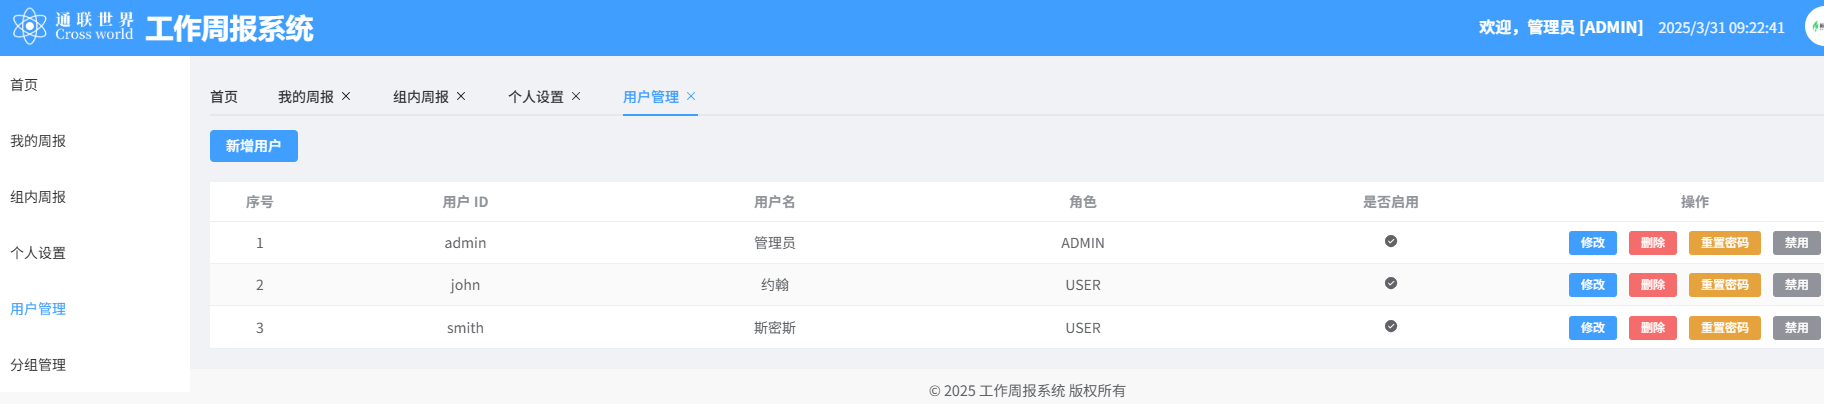 通联世界
Cross world
工作周报系统
欢迎，管理员 [ADMIN] 2025/3/31 09:22:41
首页
我的周报
组内周报
个人设置
用户管理
分组管理
首页 我的周报 组内周报 个人设置 用户管理
新增用户
序号 用户 ID 用户名 角色 是否启用 操作
1 admin 管理员 ADMIN 修改 删除 重置密码 禁用
2 john 约翰 USER 修改 删除 重置密码 禁用
3 smith 斯密斯 USER 修改 删除 重置密码 禁用
© 2025 工作周报系统 版权所有